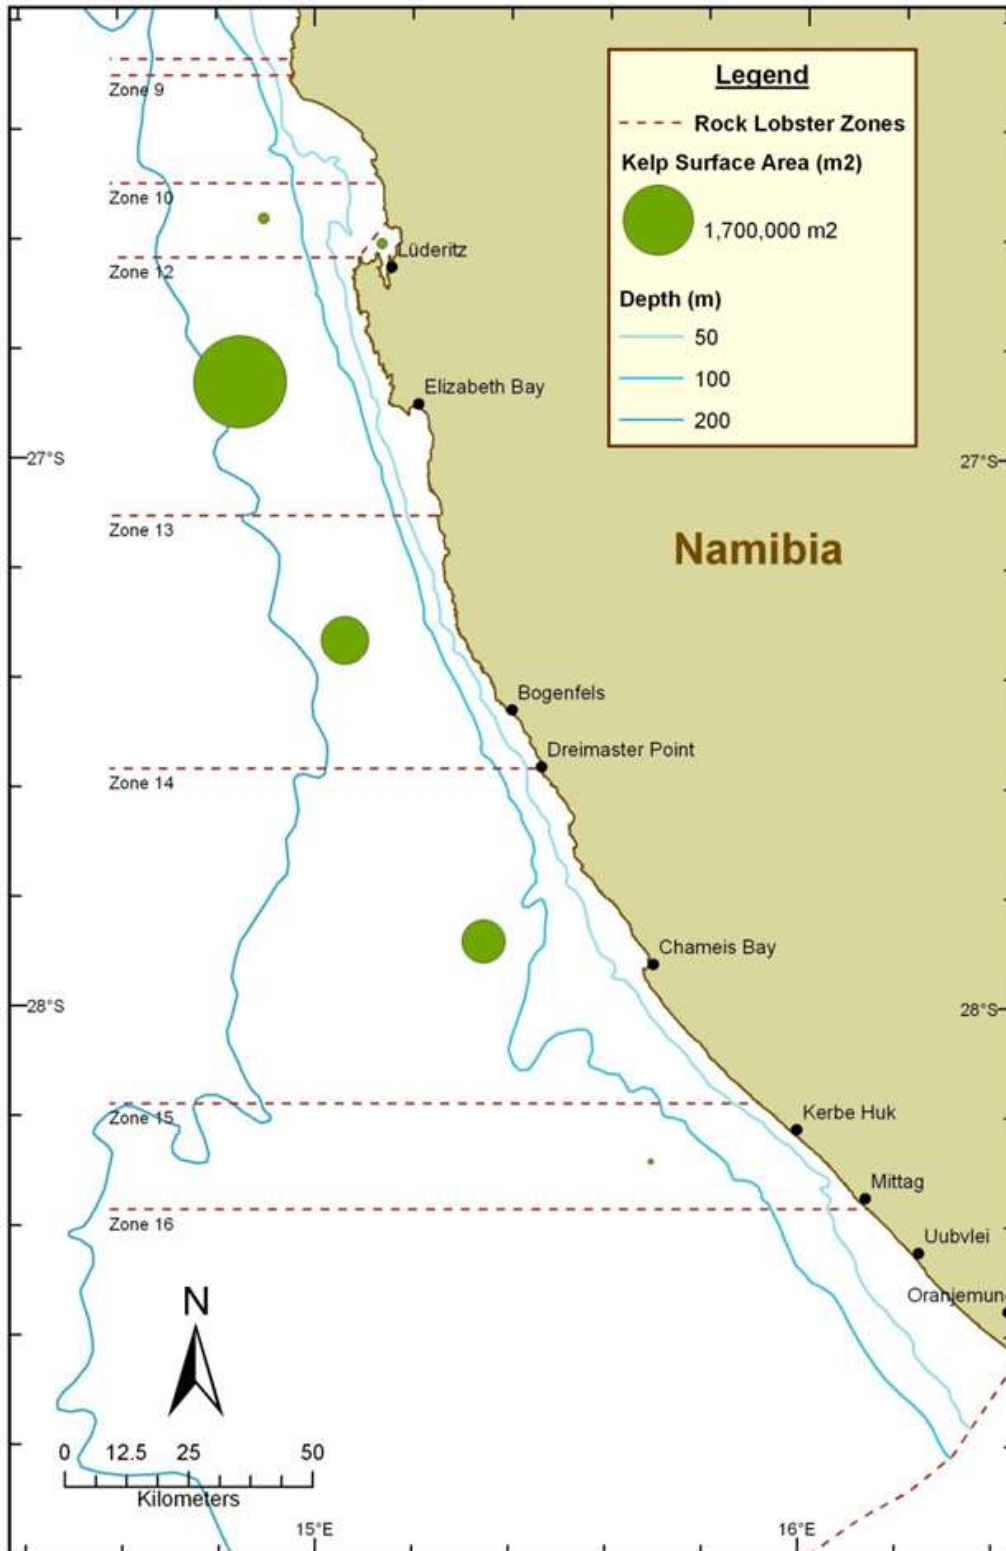 Legend
Rock Lobster Zones
Kelp Surface Area (m2)
1,700,000 m2
Depth (m)
50
100
200
Zone 9
Zone 10
Zone 12
Lüderitz
Elizabeth Bay
27°S
27°S
Zone 13
Namibia
Bogenfels
Dreimaster Point
Zone 14
Chameis Bay
28°S
28°S
Zone 15
Kerbe Huk
Mittag
Zone 16
Uubvlei
Oranjemun
N
0 12.5 25 50
Kilometers
15°E
16°E